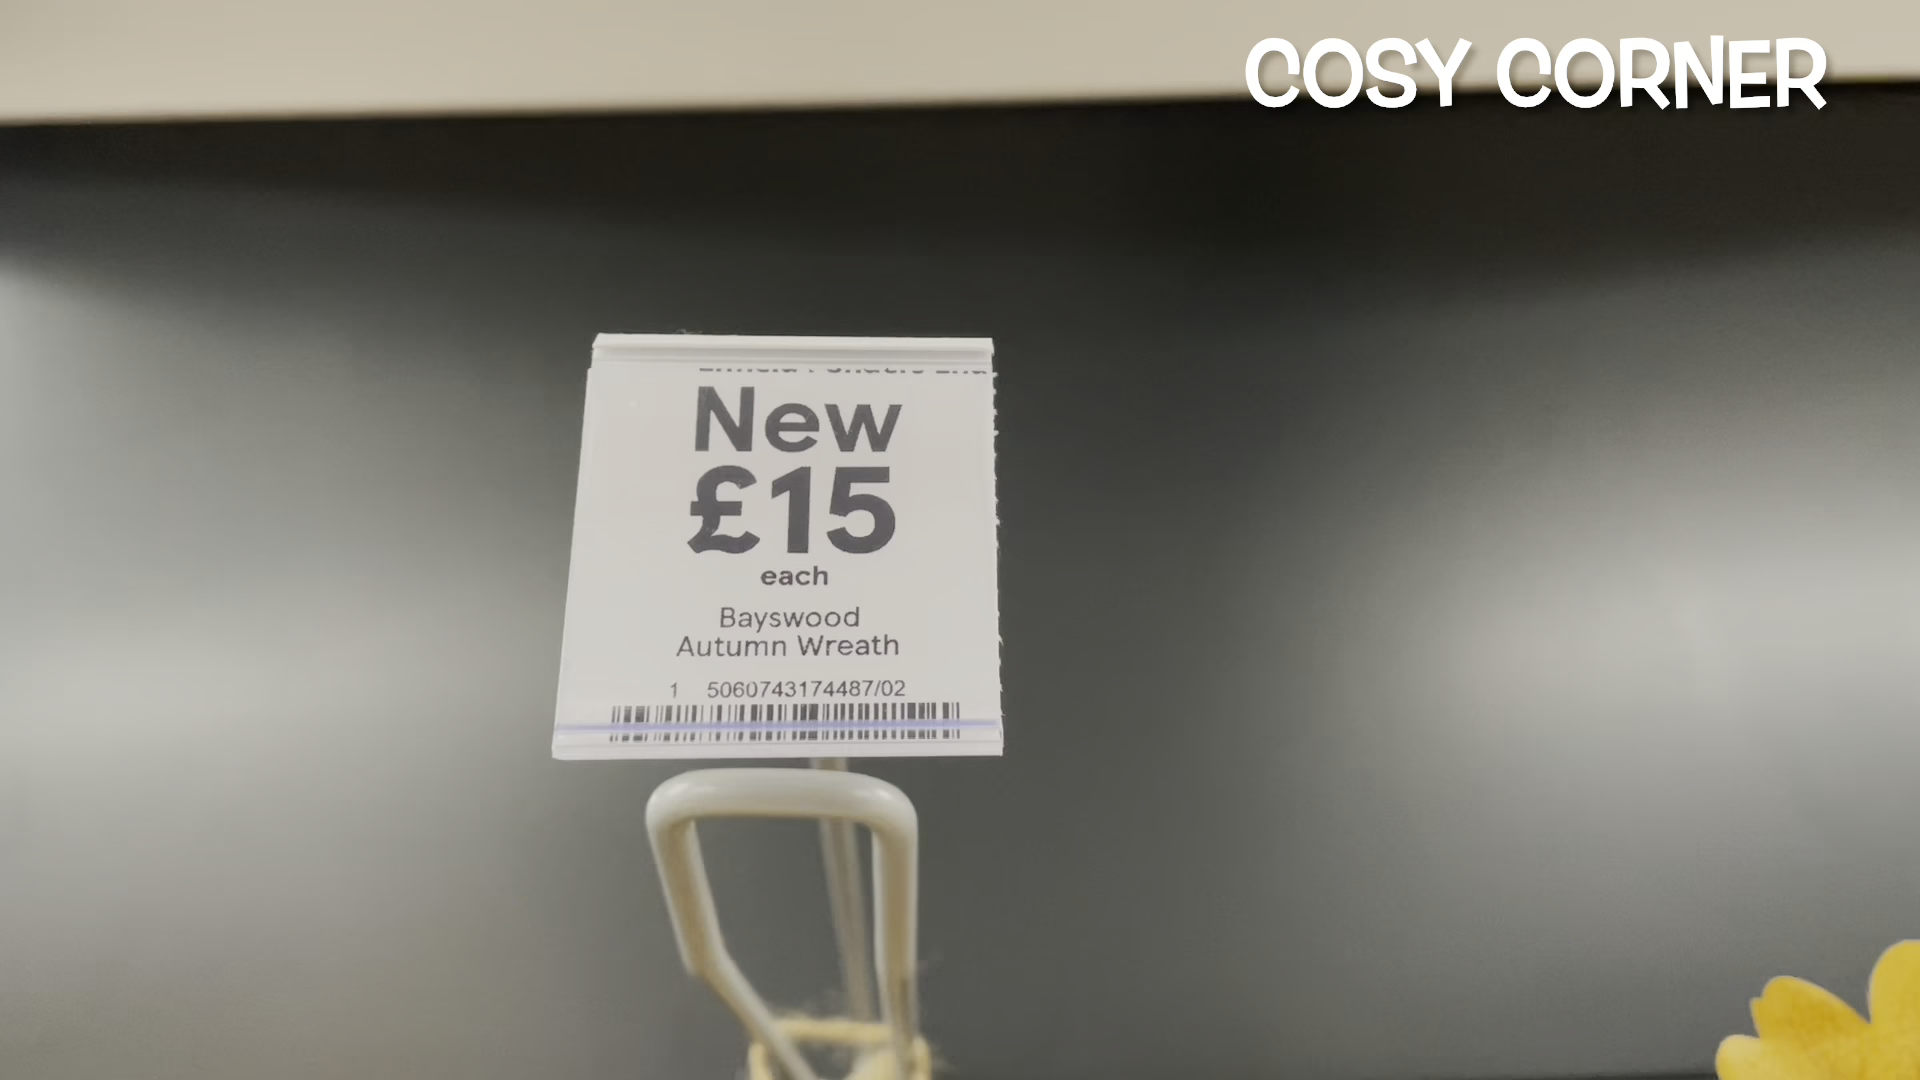 COSY CORNER
New
£15
each
Bayswood
Autumn Wreath
1 5060743174487/02